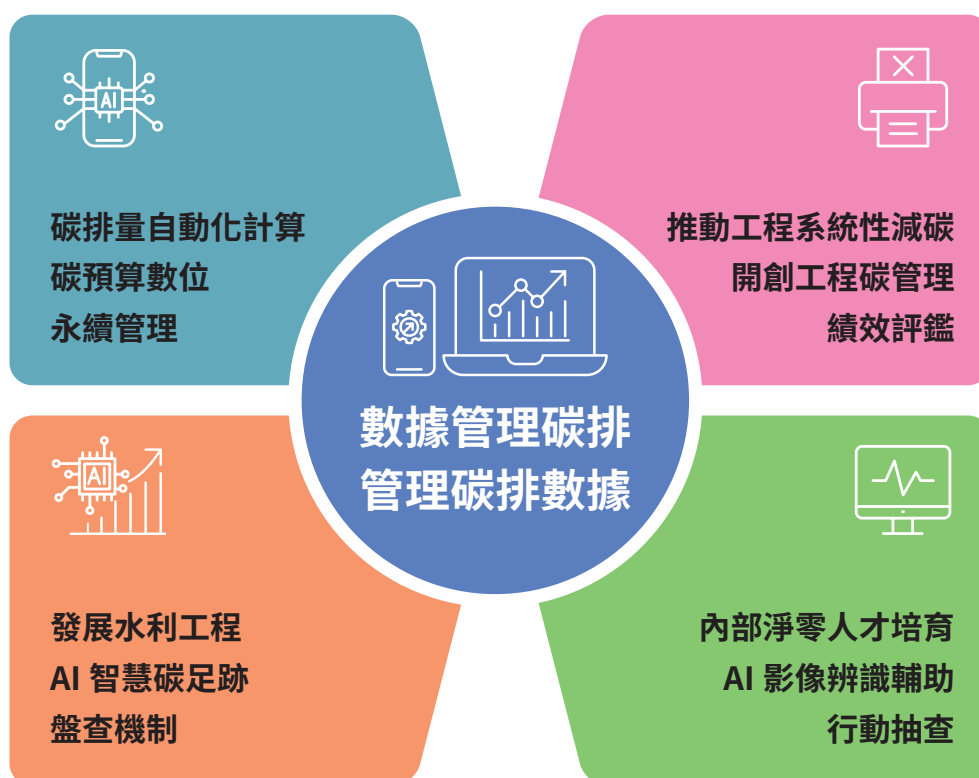 AI
碳排量自動化計算
碳預算數位
永續管理
推動工程系統性減碳
開創工程碳管理
績效評鑑
數據管理碳排
管理碳排數據
AI
發展水利工程
AI 智慧碳足跡
盤查機制
內部淨零人才培育
AI 影像辨識輔助
行動抽查